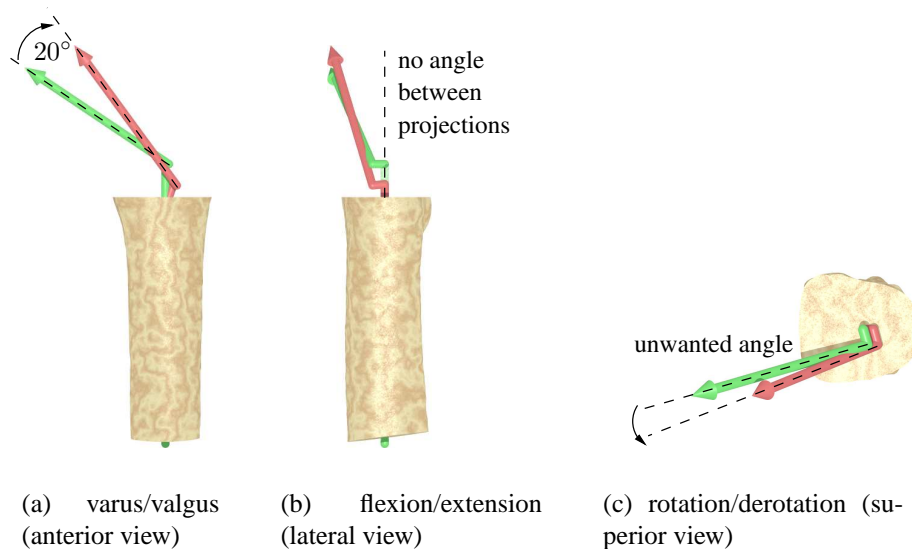 20°
no angle
between
projections
unwanted angle
(a) varus/valgus
(anterior view)
(b) flexion/extension
(lateral view)
(c) rotation/derotation (su-
perior view)